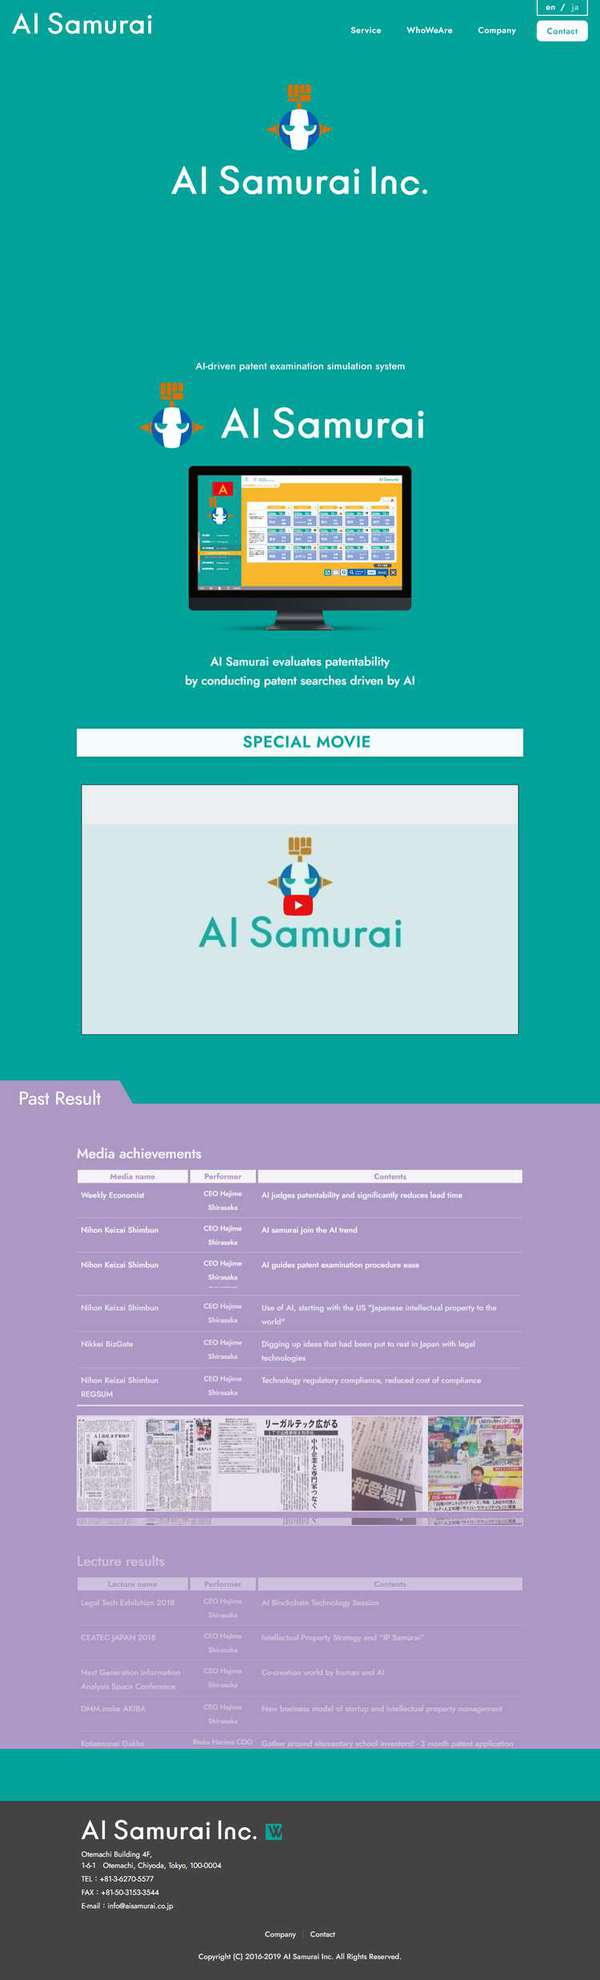 AI Samurai
Service
WhoWeAre
Company
en / ja
Contact
AI Samurai Inc.
AI-driven patent examination simulation system
AI Samurai
AI Samurai
A
AI Samurai evaluates patentability
by conducting patent searches driven by AI
SPECIAL MOVIE
AI Samurai
Past Result
Media achievements
Media name Performer Contents
Weekly Economist CEO Hajime AI judges patentability and significantly reduces lead time
Shirasaka
Nihon Keizai Shimbun CEO Hajime AI samurai join the AI trend
Shirasaka
Nihon Keizai Shimbun CEO Hajime AI guides patent examination procedure ease
Shirasaka
Nihon Keizai Shimbun CEO Hajime Use of AI, starting with the US "Japanese intellectual property to the
Shirasaka world"
Nikkei BizGate CEO Hajime Digging up ideas that had been put to rest in Japan with legal
Shirasaka technologies
Nihon Keizai Shimbun CEO Hajime Technology regulatory compliance, reduced cost of compliance
REGSUM Shirasaka
リーガルテック広がる
中小企業と専門家つなぐ
新登場!!
Lecture results
Lecture name Performer Contents
Legal Tech Exhibition 2018 CEO Hajime AI Blockchain Technology Session
Shirasaka
CEATEC JAPAN 2018 CEO Hajime Intellectual Property Strategy and "IP Samurai"
Shirasaka
Next Generation Information CEO Hajime Co-creation world by human and AI
Analysis Space Conference Shirasaka
DMM.make AKIBA CEO Hajime New business model of startup and intellectual property management
Shirasaka
Gather around elementary school inventors! - 3 month patent application
AI Samurai Inc. W
Otemachi Building 4F,
1-6-1 Otemachi, Chiyoda, Tokyo, 100-0004
TEL：+81-3-6270-5577
FAX：+81-50-3153-3544
E-mail：info@aisamurai.co.jp
Company | Contact
Copyright (C) 2016-2019 AI Samurai Inc. All Rights Reserved.